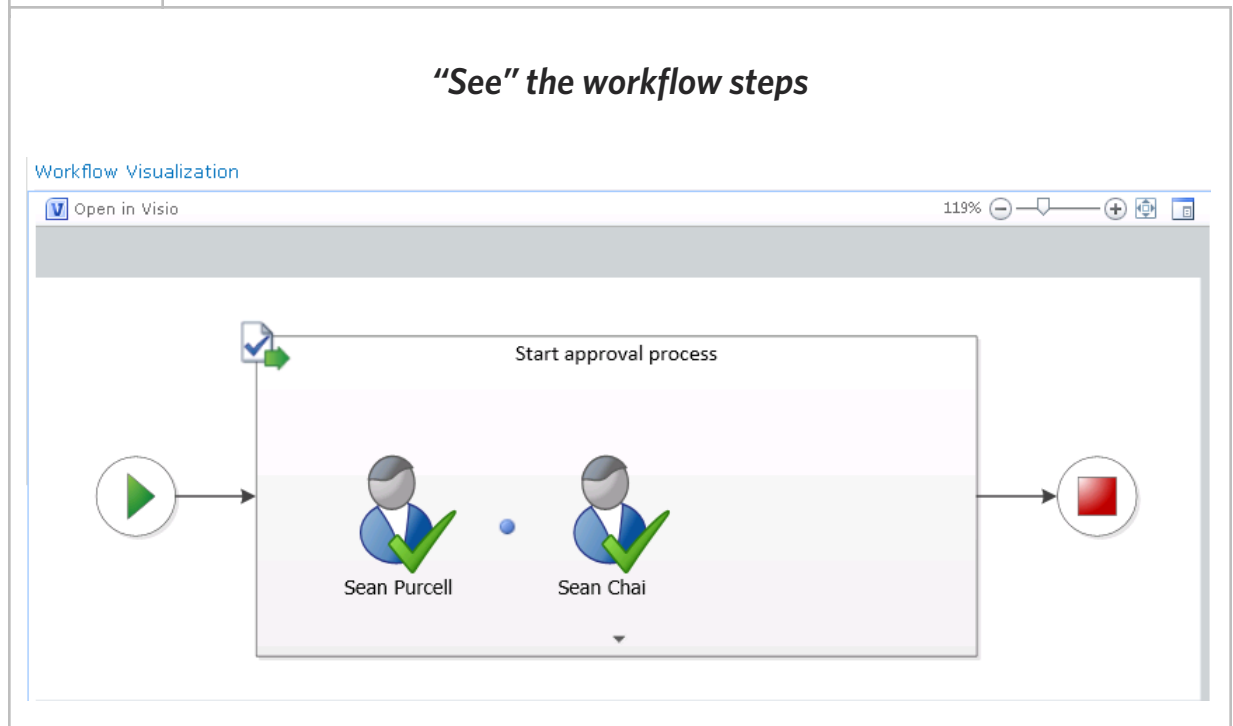 “See” the workflow steps
Workflow Visualization
V Open in Visio
119%
Start approval process
Sean Purcell
Sean Chai